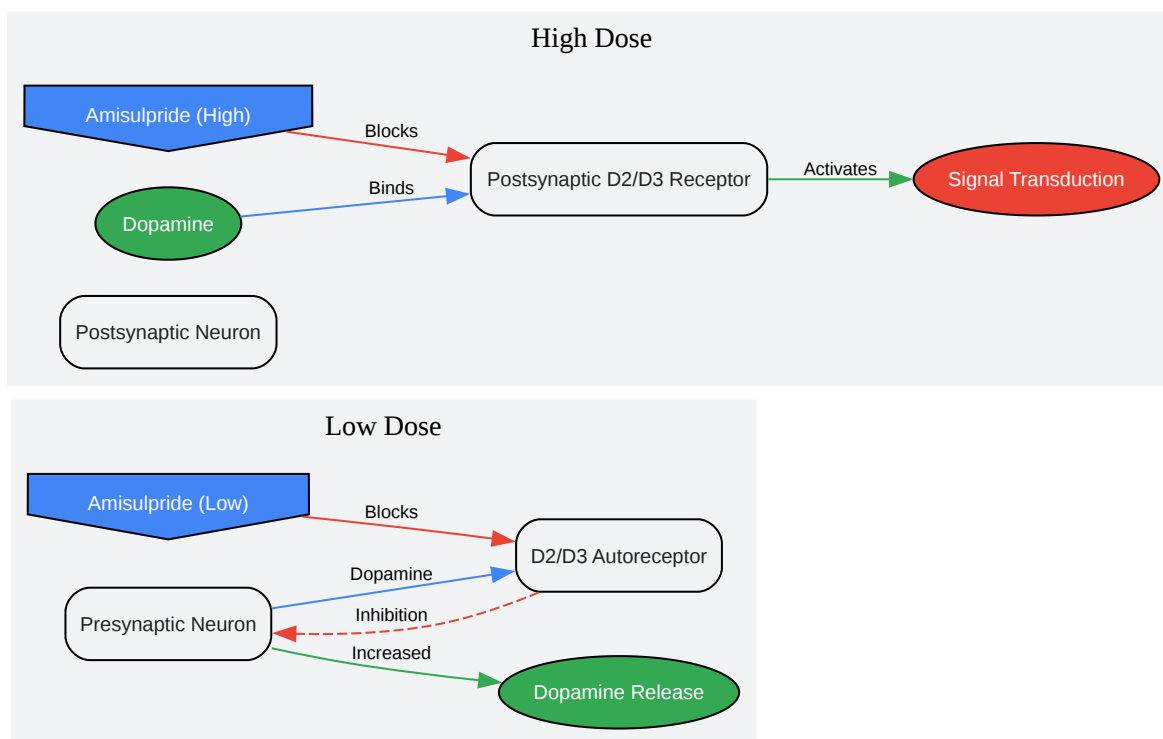 High Dose
Amisulpride (High)
Blocks
Dopamine
Binds
Postsynaptic D2/D3 Receptor
Activates
Signal Transduction
Postsynaptic Neuron
Low Dose
Amisulpride (Low)
Blocks
D2/D3 Autoreceptor
Dopamine
Presynaptic Neuron
Inhibition
Increased
Dopamine Release